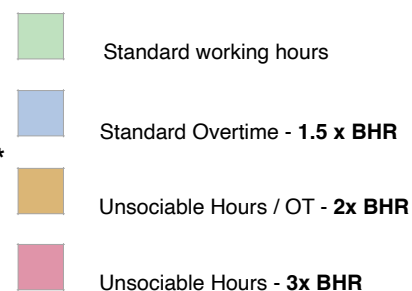 Standard working hours
Standard Overtime - 1.5 x BHR
*
Unsociable Hours / OT - 2x BHR
Unsociable Hours - 3x BHR